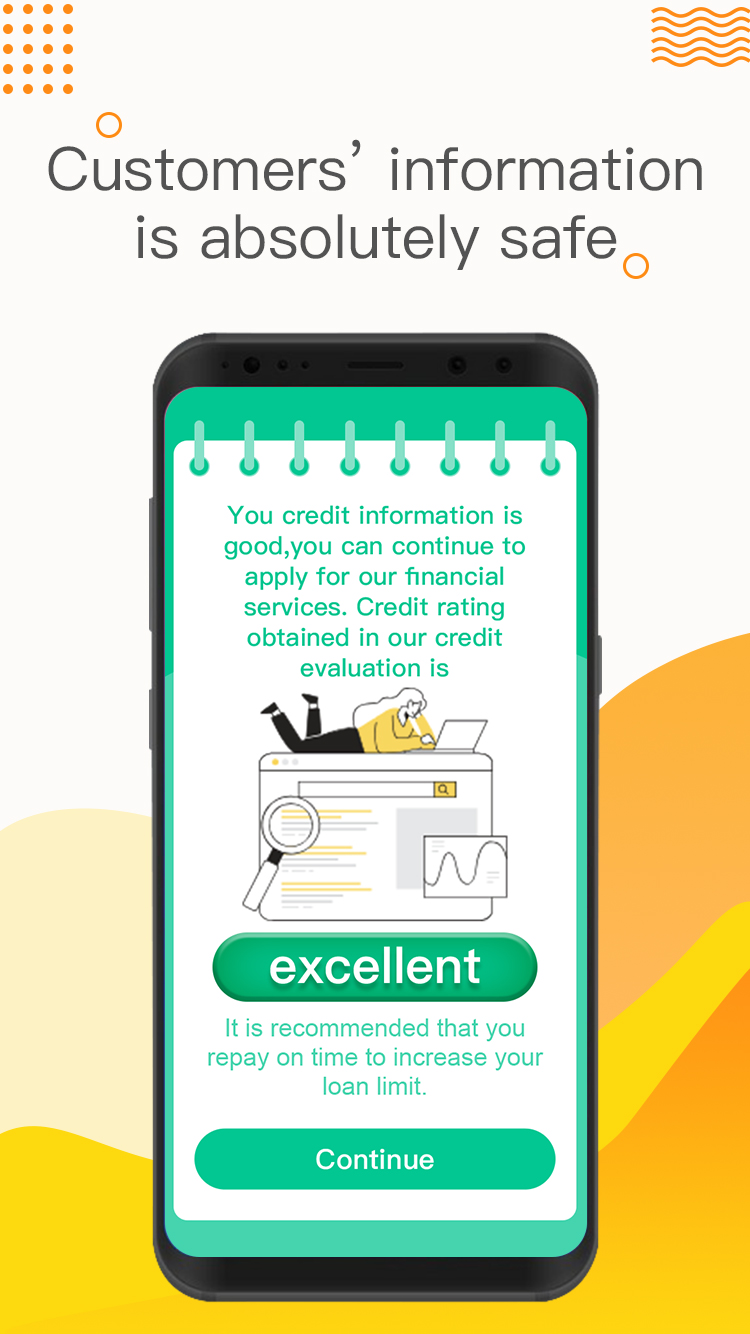 Customers’ information
is absolutely safe
You credit information is
good,you can continue to
apply for our financial
services. Credit rating
obtained in our credit
evaluation is
excellent
It is recommended that you
repay on time to increase your
loan limit.
Continue